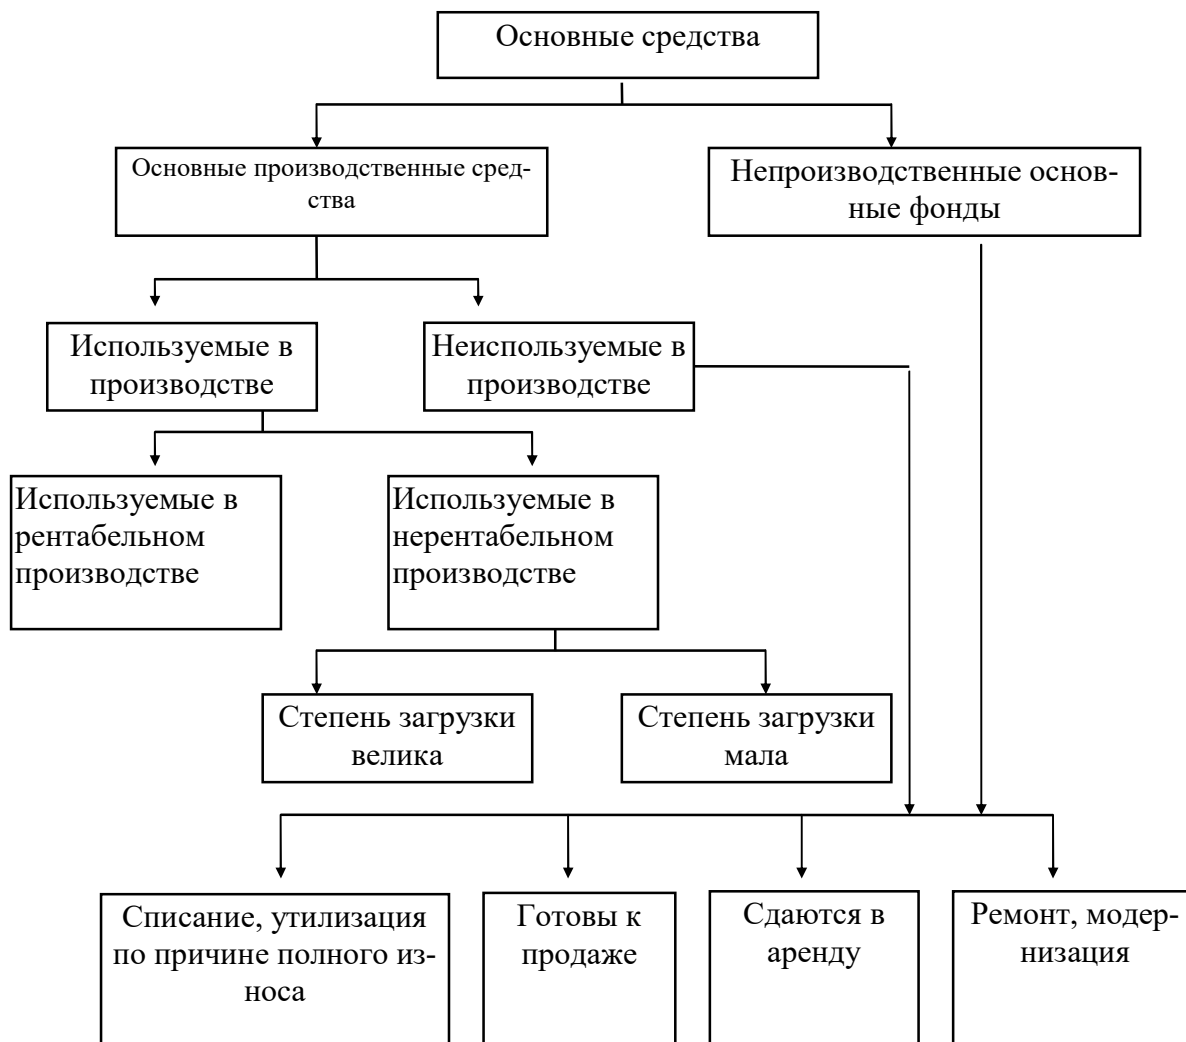 Основные средства
Основные производственные сред-
ства
Непроизводственные основ-
ные фонды
Используемые в
производстве
Неиспользуемые в
производстве
Используемые в
рентабельном
производстве
Используемые в
нерентабельном
производстве
Степень загрузки
велика
Степень загрузки
мала
Списание, утилизация
по причине полного из-
носа
Готовы к
продаже
Сдаются в
аренду
Ремонт, модер-
низация